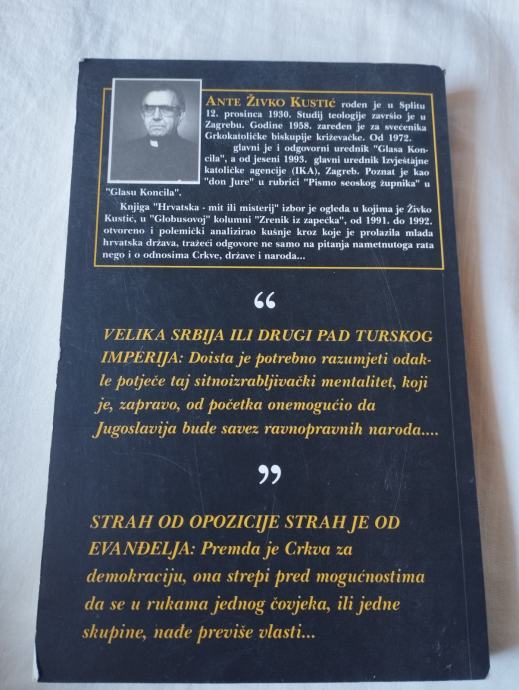 ANTE ŽIVKO KUSTIĆ rođen je u Splitu
12. prosinca 1930. Studij teologije završio je u
Zagrebu. Godine 1958. zaređen je za svećenika
Grkokatoličke biskupije križevačke. Od 1972.
glavni je i odgovorni urednik "Glasa Kon-
cila", a od jeseni 1993. glavni urednik Izvještajne
katoličke agencije (IKA), Zagreb. Poznat je kao
"don Jure" u rubrici "Pismo seoskog župnika" u
"Glasu Koncila".
Knjiga "Hrvatska - mit ili misterij" izbor je ogleda u kojima je Živko
Kustić, u "Globusovoj" kolumni "Zrenik iz zapećka", od 1991. do 1992.
otvoreno i polemički analizirao kušnje kroz koje je prolazila mlada
hrvatska država, tražeći odgovore ne samo na pitanja nametnutoga rata
nego i o odnosima Crkve, države i naroda...
“
VELIKA SRBIJA ILI DRUGI PAD TURSKOG
IMPERIJA: Doista je potrebno razumjeti odak-
le potječe taj sitnoizrabljivački mentalitet, koji
je, zapravo, od početka onemogućio da
Jugoslavija bude savez ravnopravnih naroda....
”
STRAH OD OPOZICIJE STRAH JE OD
EVANĐELJA: Premda je Crkva za
demokraciju, ona strepi pred mogućnostima
da se u rukama jednog čovjeka, ili jedne
skupine, nađe previše vlasti...